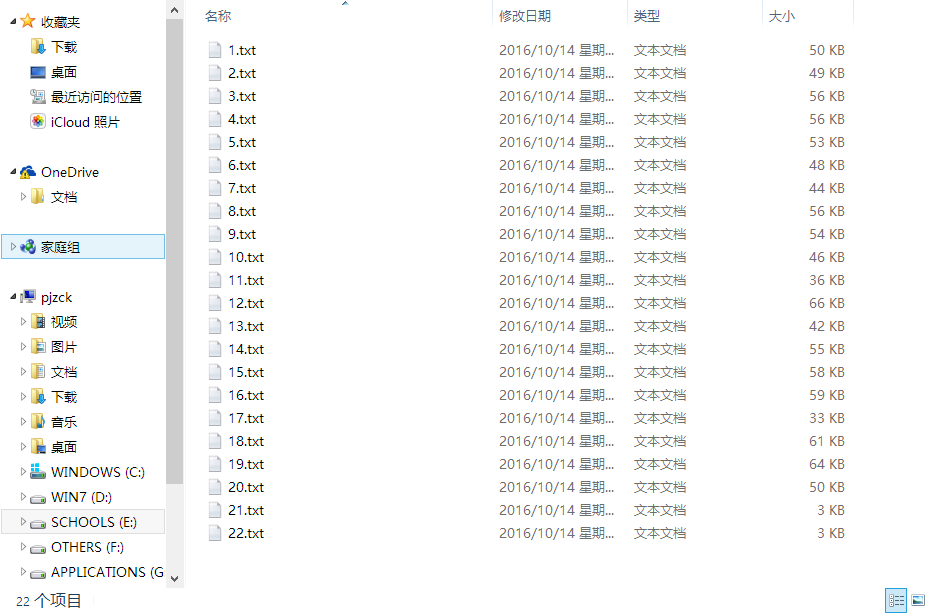 收藏夹
下载
桌面
最近访问的位置
iCloud 照片
OneDrive
文档
家庭组
pjzck
视频
图片
文档
下载
音乐
桌面
WINDOWS (C:)
WIN7 (D:)
SCHOOLS (E:)
OTHERS (F:)
APPLICATIONS (G
名称 修改日期 类型 大小
1.txt 2016/10/14 星期... 文本文档 50 KB
2.txt 2016/10/14 星期... 文本文档 49 KB
3.txt 2016/10/14 星期... 文本文档 56 KB
4.txt 2016/10/14 星期... 文本文档 56 KB
5.txt 2016/10/14 星期... 文本文档 53 KB
6.txt 2016/10/14 星期... 文本文档 48 KB
7.txt 2016/10/14 星期... 文本文档 44 KB
8.txt 2016/10/14 星期... 文本文档 56 KB
9.txt 2016/10/14 星期... 文本文档 54 KB
10.txt 2016/10/14 星期... 文本文档 46 KB
11.txt 2016/10/14 星期... 文本文档 36 KB
12.txt 2016/10/14 星期... 文本文档 66 KB
13.txt 2016/10/14 星期... 文本文档 42 KB
14.txt 2016/10/14 星期... 文本文档 55 KB
15.txt 2016/10/14 星期... 文本文档 58 KB
16.txt 2016/10/14 星期... 文本文档 59 KB
17.txt 2016/10/14 星期... 文本文档 33 KB
18.txt 2016/10/14 星期... 文本文档 61 KB
19.txt 2016/10/14 星期... 文本文档 64 KB
20.txt 2016/10/14 星期... 文本文档 50 KB
21.txt 2016/10/14 星期... 文本文档 3 KB
22.txt 2016/10/14 星期... 文本文档 3 KB
22 个项目